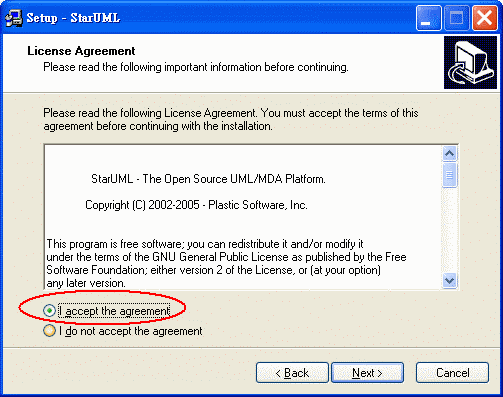 Setup - StarUML
License Agreement
Please read the following important information before continuing.
Please read the following License Agreement. You must accept the terms of this
agreement before continuing with the installation.
StarUML - The Open Source UML/MDA Platform.
Copyright (C) 2002-2005 - Plastic Software, Inc.
This program is free software; you can redistribute it and/or modify it
under the terms of the GNU General Public License as published by the Free
Software Foundation; either version 2 of the License, or (at your option)
any later version.
I accept the agreement
I do not accept the agreement
< Back
Next >
Cancel